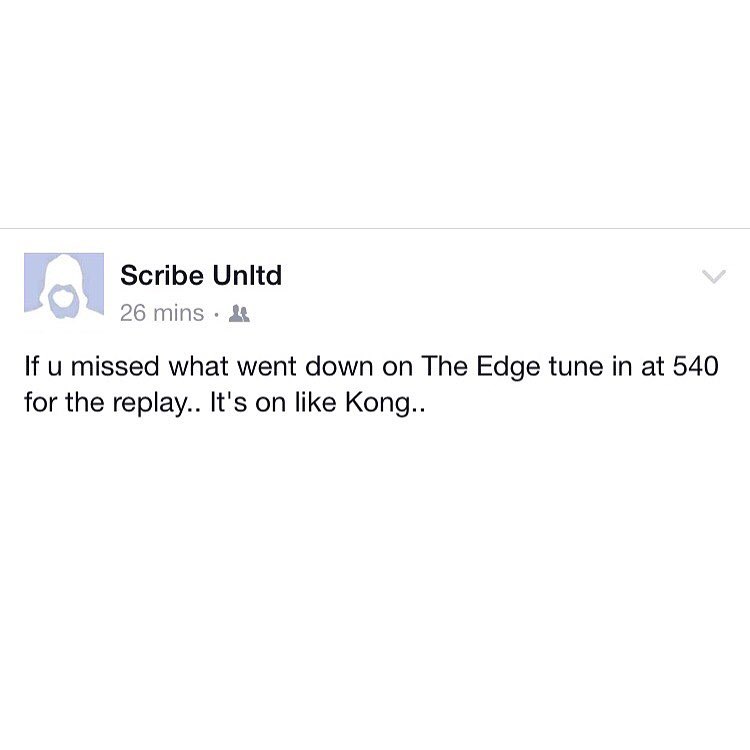 Scribe Unltd
26 mins ·
If u missed what went down on The Edge tune in at 540
for the replay.. It's on like Kong..